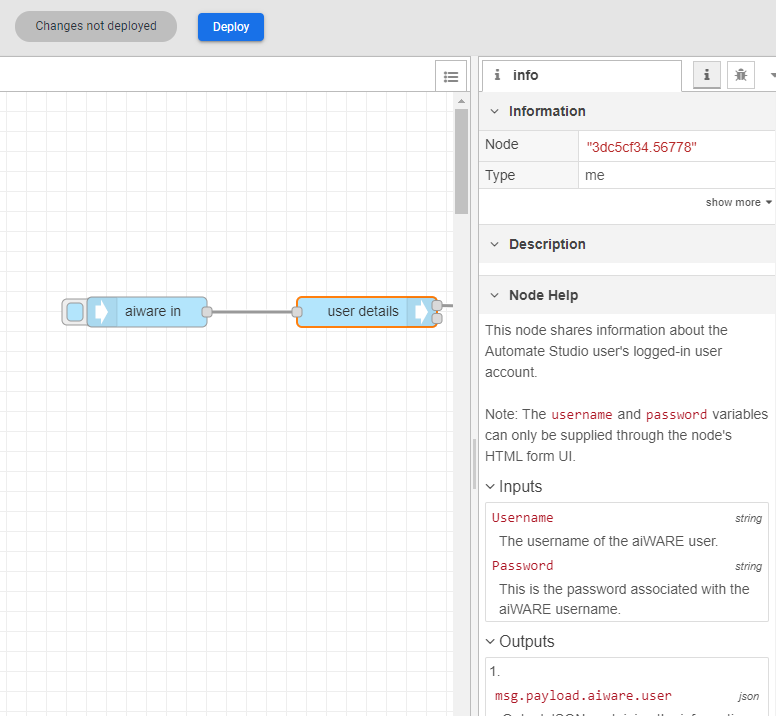 Changes not deployed
Deploy
i info
i
Information
Node "3dc5cf34.56778"
Type me
show more
Description
aiware in
user details
Node Help
This node shares information about the
Automate Studio user's logged-in user
account.
Note: The username and password variables
can only be supplied through the node's
HTML form UI.
Inputs
Username string
The username of the aiWARE user.
Password string
This is the password associated with the
aiWARE username.
Outputs
1.
msg.payload.aiware.user json